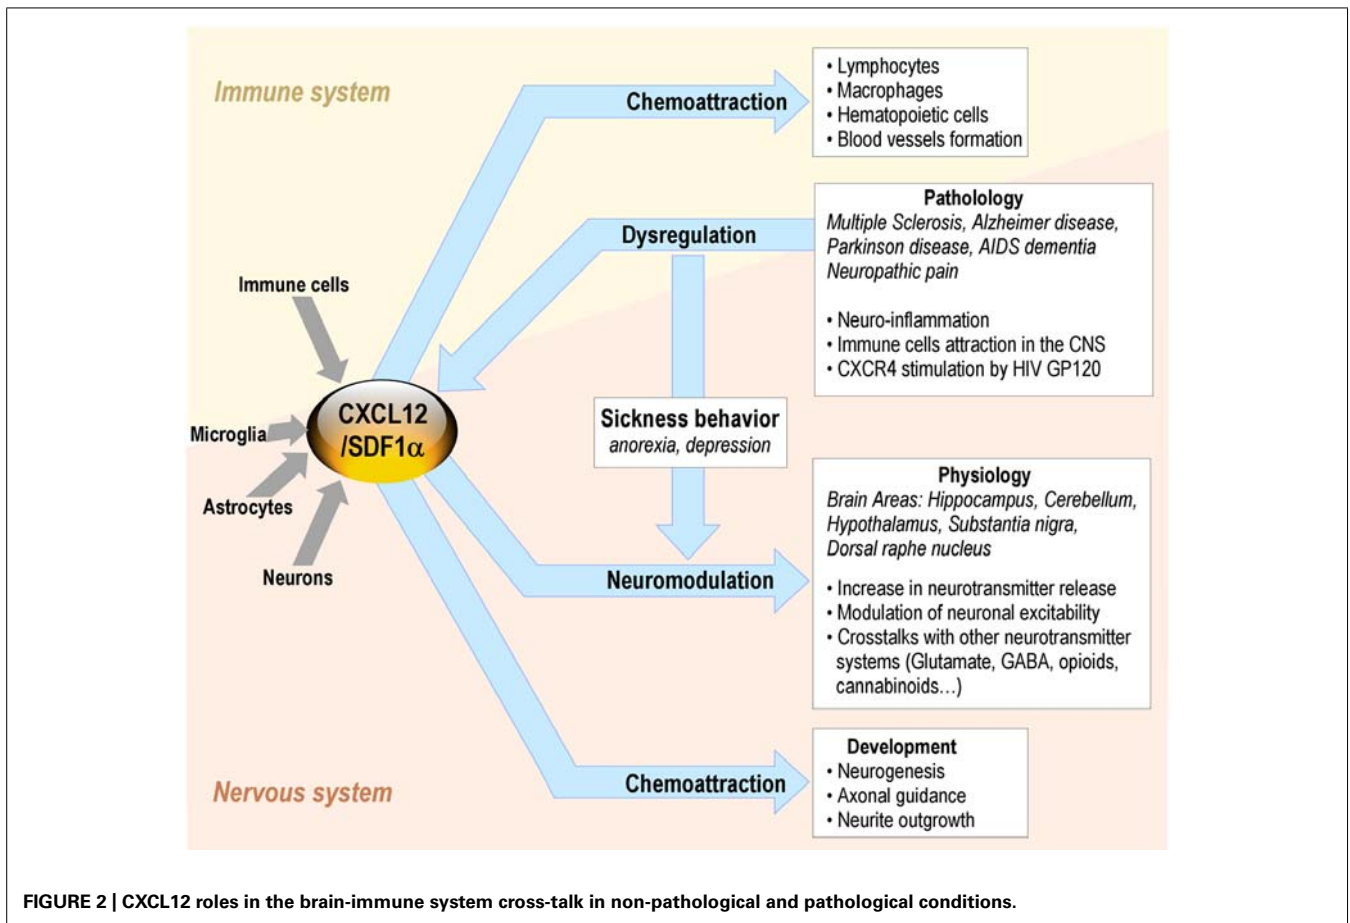 Immune system
Chemoattraction
• Lymphocytes
• Macrophages
• Hematopoietic cells
• Blood vessels formation
Dysregulation
Patholology
Multiple Sclerosis, Alzheimer disease,
Parkinson disease, AIDS dementia
Neuropathic pain
• Neuro-inflammation
• Immune cells attraction in the CNS
• CXCR4 stimulation by HIV GP120
Immune cells
Microglia
Astrocytes
Neurons
CXCL12
/SDF1α
Sickness behavior
anorexia, depression
Neuromodulation
Physiology
Brain Areas: Hippocampus, Cerebellum,
Hypothalamus, Substantia nigra,
Dorsal raphe nucleus
• Increase in neurotransmitter release
• Modulation of neuronal excitability
• Crosstalks with other neurotransmitter
systems (Glutamate, GABA, opioids,
cannabinoids…)
Nervous system
Chemoattraction
Development
• Neurogenesis
• Axonal guidance
• Neurite outgrowth
FIGURE 2 | CXCL12 roles in the brain-immune system cross-talk in non-pathological and pathological conditions.